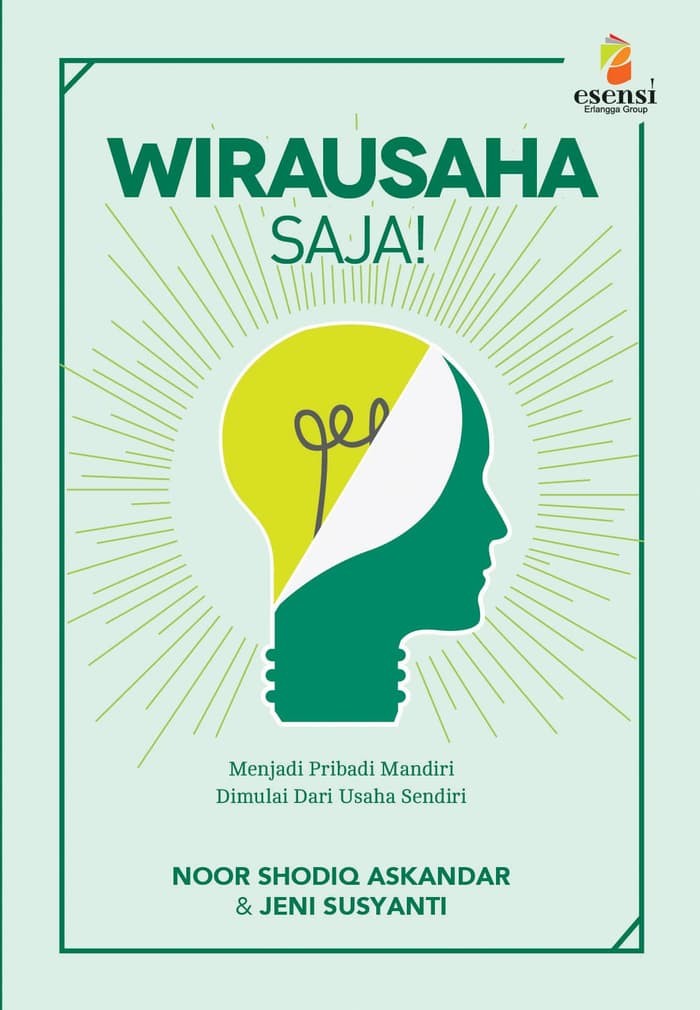 esensi
Erlangga Group
WIRAUSAHA
SAJA!
Menjadi Pribadi Mandiri
Dimulai Dari Usaha Sendiri
NOOR SHODIQ ASKANDAR
& JENI SUSYANTI